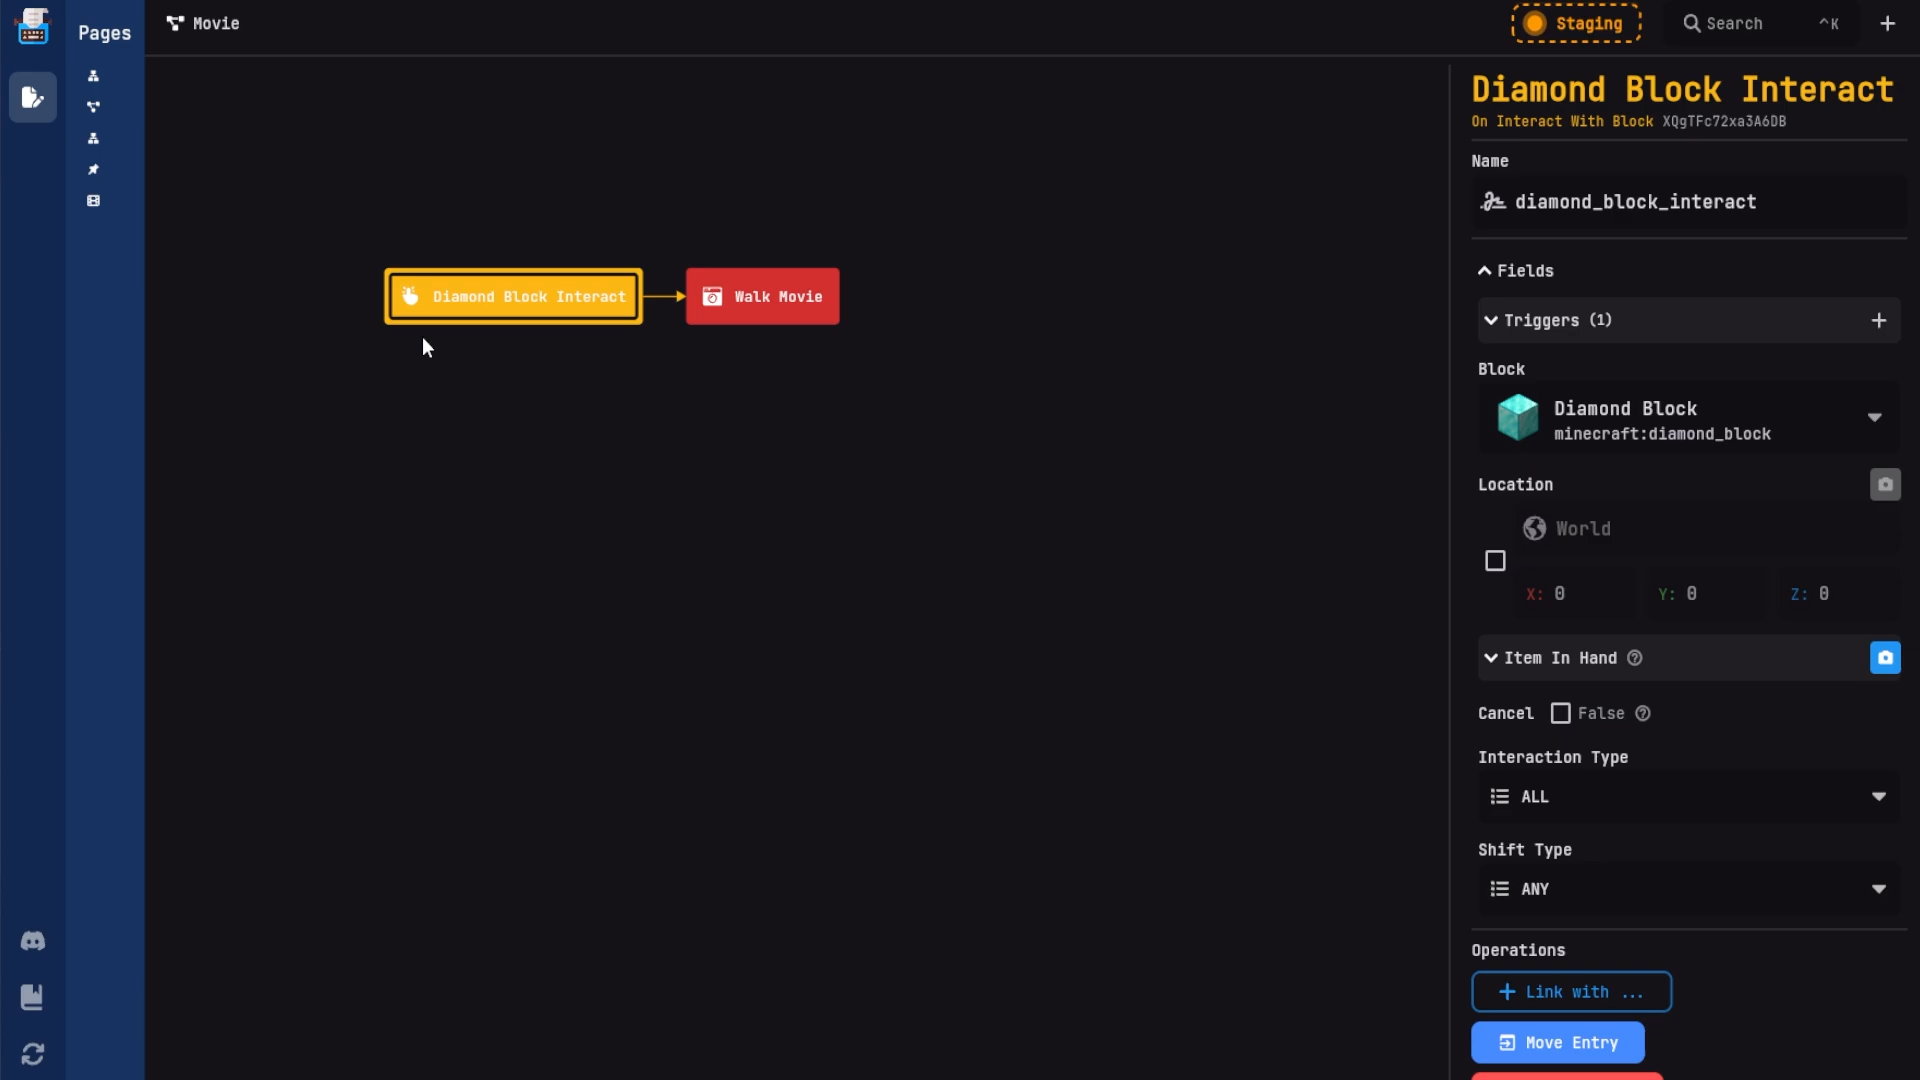 Pages
Movie
Staging
Search
^K
Diamond Block Interact
Walk Movie
Diamond Block Interact
On Interact With Block XQgTFc72xa3A6DB
Name
diamond_block_interact
Fields
Triggers (1)
Block
Diamond Block
minecraft:diamond_block
Location
World
X: 0 Y: 0 Z: 0
Item In Hand
Cancel False
Interaction Type
ALL
Shift Type
ANY
Operations
Link with ...
Move Entry